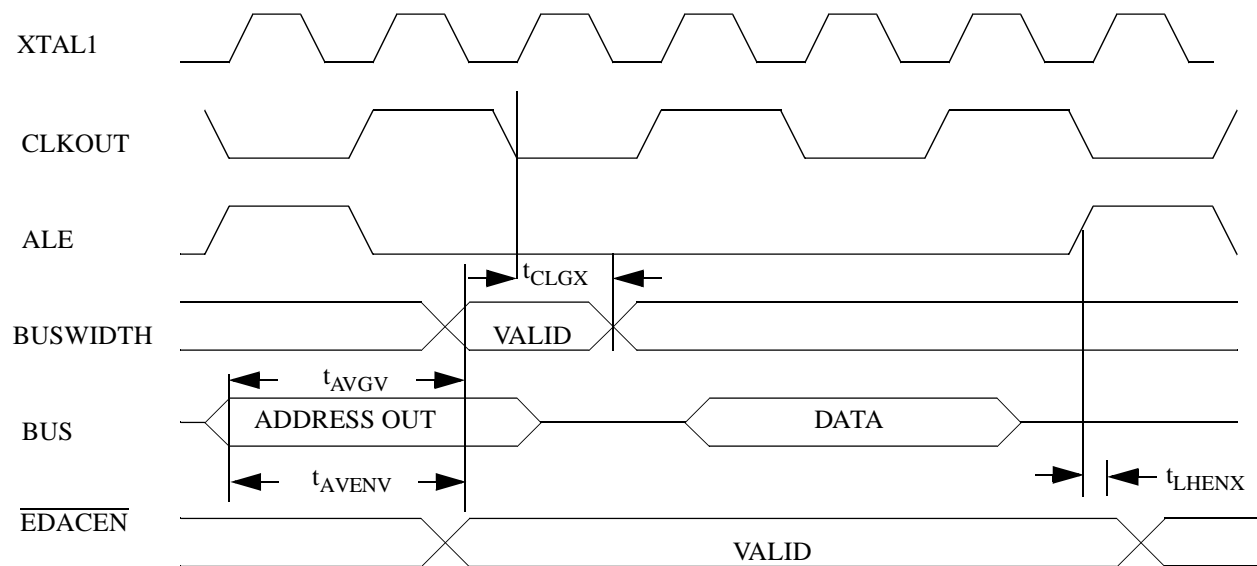 XTAL1
CLKOUT
ALE
tCLGX
BUSWIDTH
VALID
tAVGV
BUS
ADDRESS OUT
DATA
tAVENV
tLHENX
EDACEN
VALID